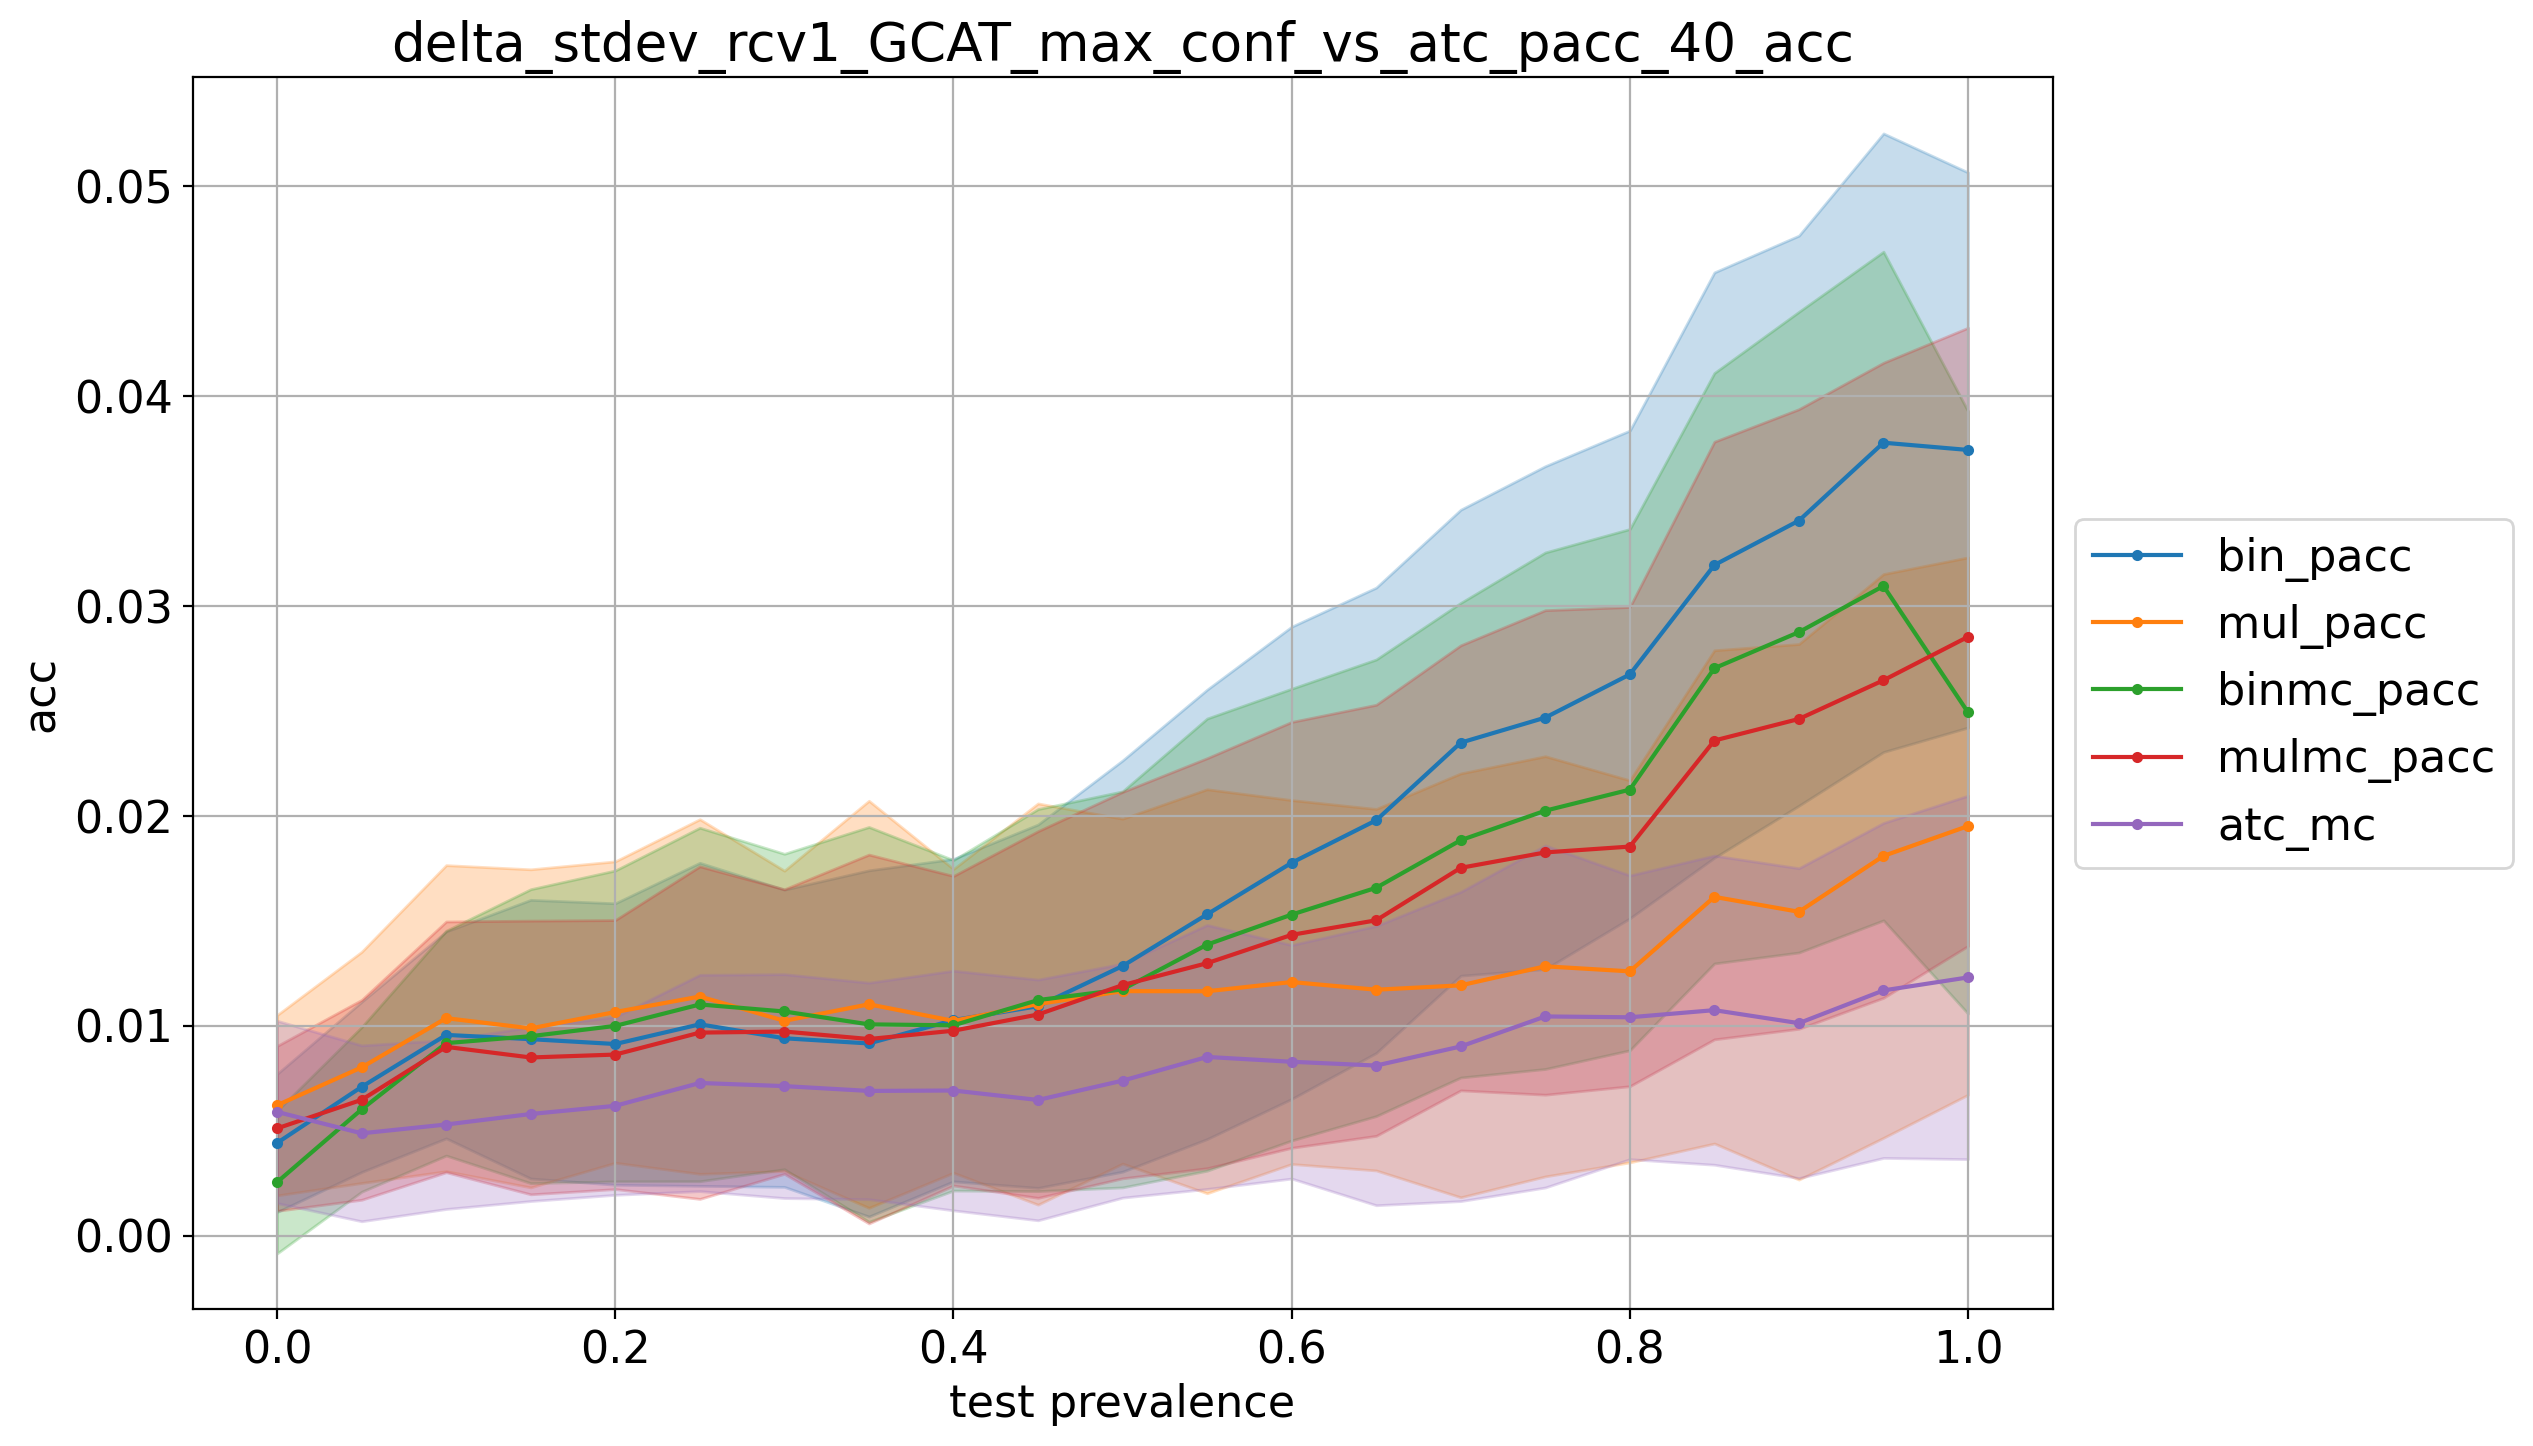 delta_stdev_rcv1_GCAT_max_conf_vs_atc_pacc_40_acc
acc
0.05
0.04
0.03
0.02
0.01
0.00
0.0 0.2 0.4 0.6 0.8 1.0
test prevalence
bin_pacc
mul_pacc
binmc_pacc
mulmc_pacc
atc_mc